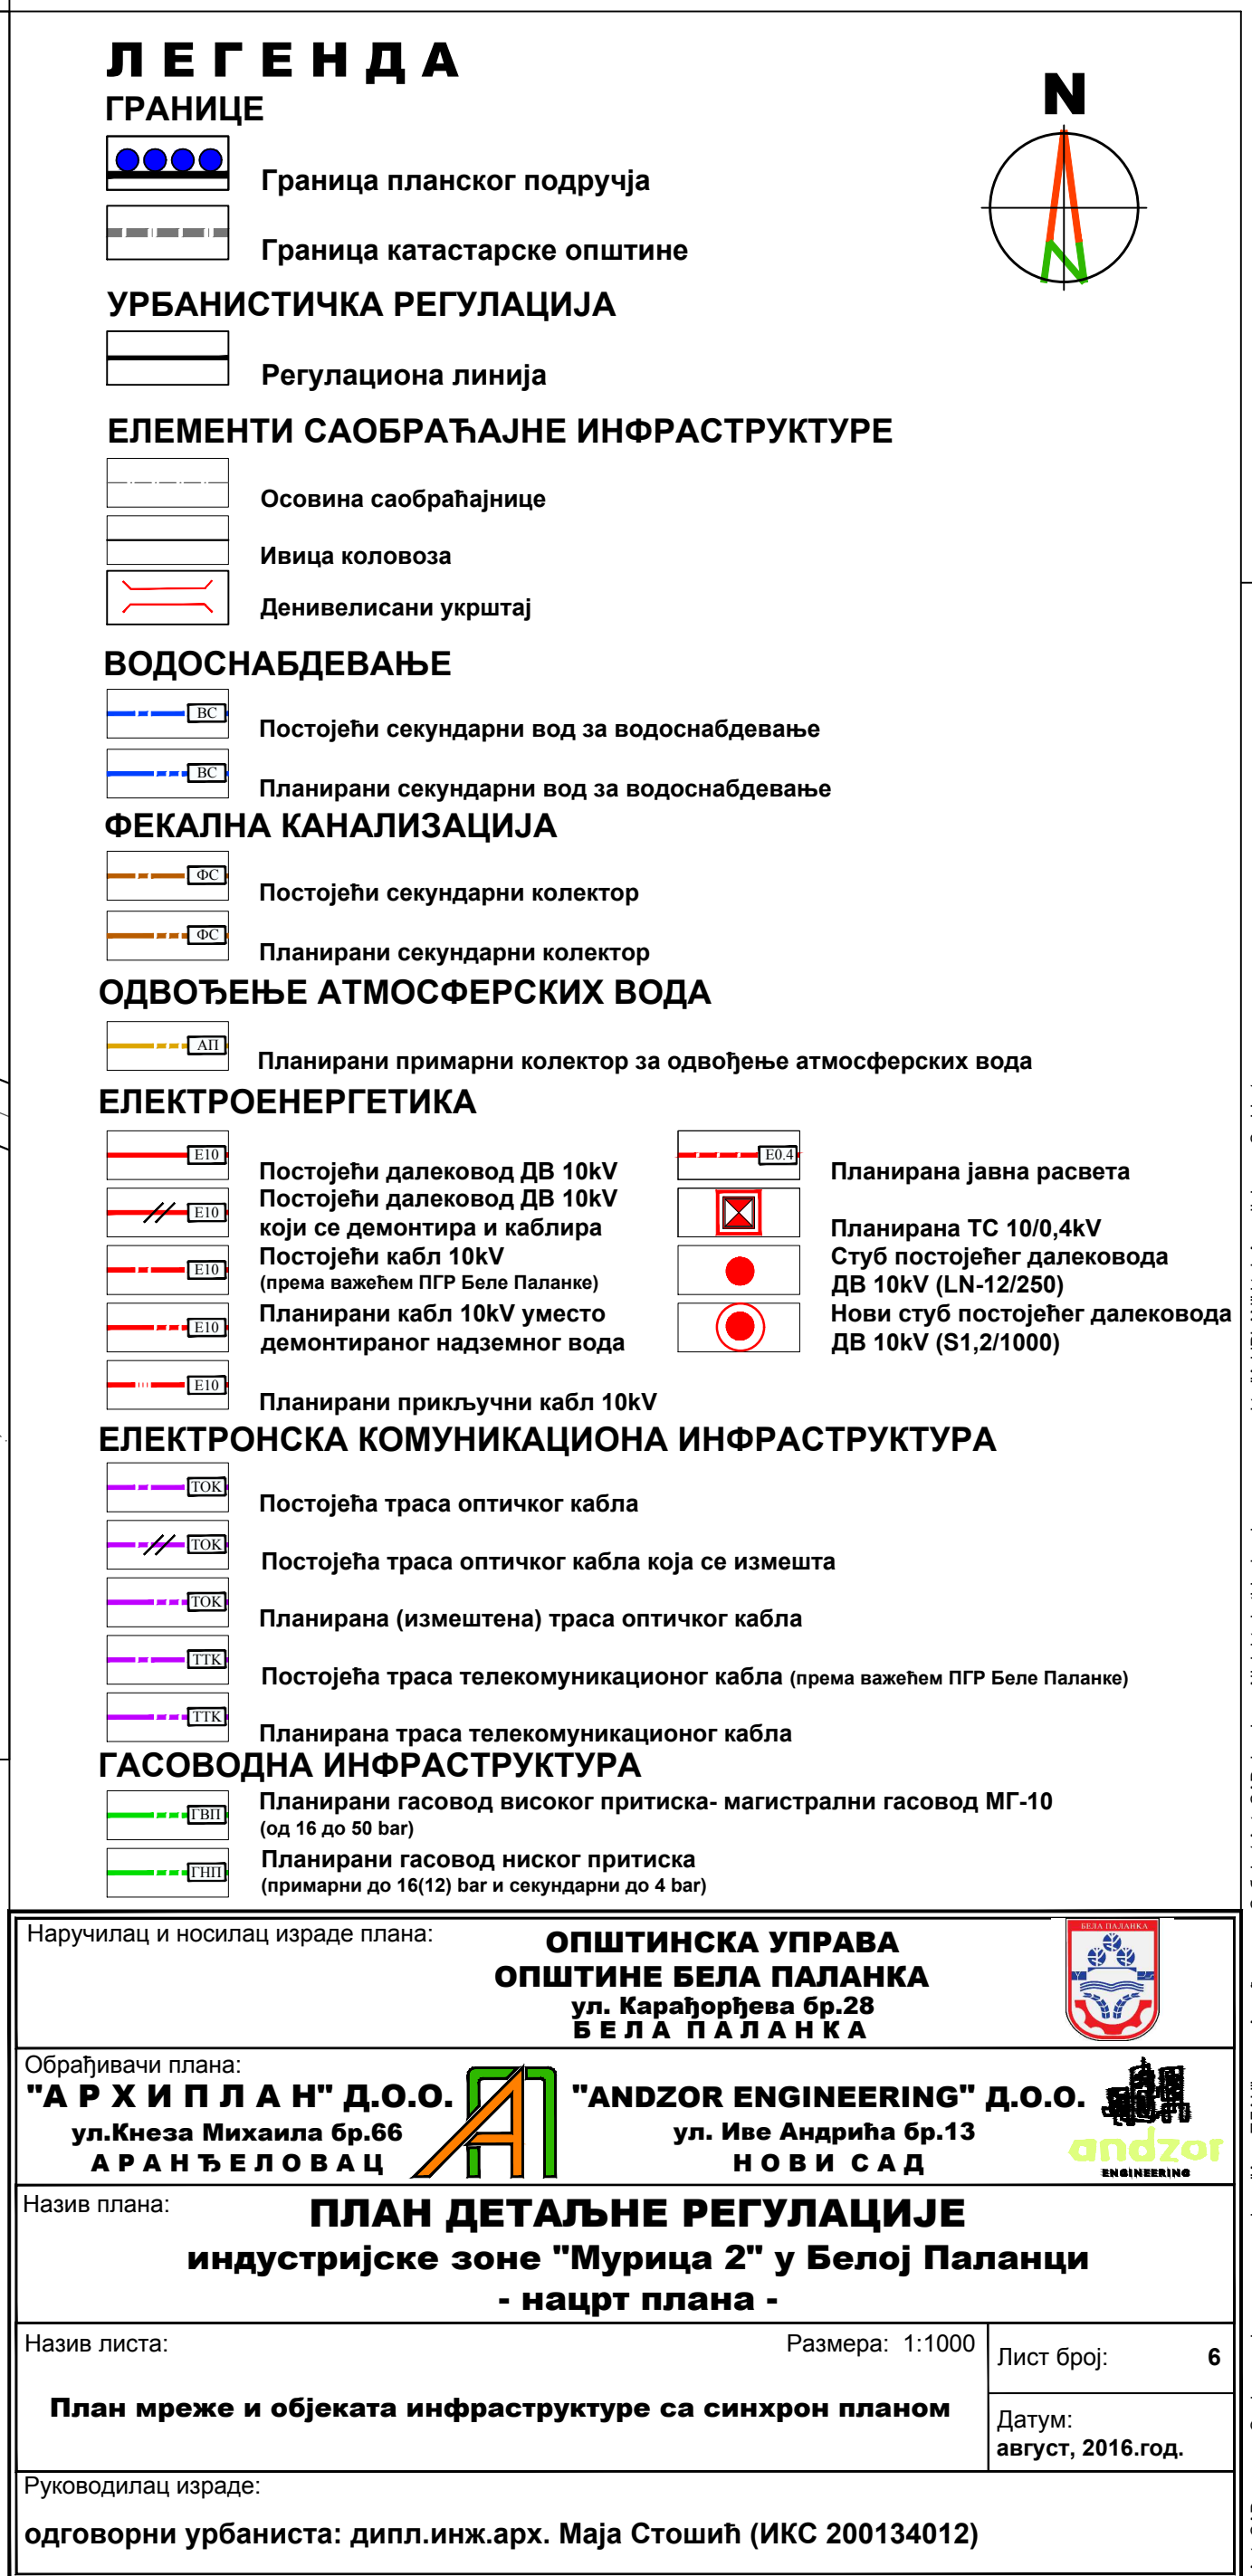 ЛЕГЕНДА
N
ГРАНИЦЕ
Граница планског подручја
Граница катастарске општине
УРБАНИСТИЧКА РЕГУЛАЦИЈА
Регулациона линија
ЕЛЕМЕНТИ САОБРАЋАЈНЕ ИНФРАСТРУКТУРЕ
Осовина саобраћајнице
Ивица коловоза
Денивелисани укрштај
ВОДОСНАБДЕВАЊЕ
ВС Постојећи секундарни вод за водоснабдевање
ВС Планирани секундарни вод за водоснабдевање
ФЕКАЛНА КАНАЛИЗАЦИЈА
ФС Постојећи секундарни колектор
ФС Планирани секундарни колектор
ОДВОЂЕЊЕ АТМОСФЕРСКИХ ВОДА
АП Планирани примарни колектор за одвођење атмосферских вода
ЕЛЕКТРОЕНЕРГЕТИКА
Е10 Постојећи далековод ДВ 10kV
Е10 Постојећи далековод ДВ 10kV
који се демонтира и каблира
Е10 Постојећи кабл 10kV
(према важећем ПГР Беле Паланке)
Е10 Планирани кабл 10kV уместо
демонтираног надземног вода
Е10 Планирани прикључни кабл 10kV
Е0.4 Планирана јавна расвета
Планирана ТС 10/0,4kV
Стуб постојећег далековода
ДВ 10kV (LN-12/250)
Нови стуб постојећег далековода
ДВ 10kV (S1,2/1000)
ЕЛЕКТРОНСКА КОМУНИКАЦИОНА ИНФРАСТРУКТУРА
ТОК Постојећа траса оптичког кабла
ТОК Постојећа траса оптичког кабла која се измешта
ТОК Планирана (измештена) траса оптичког кабла
ТТК Постојећа траса телекомуникационог кабла (према важећем ПГР Беле Паланке)
ТТК Планирана траса телекомуникационог кабла
ГАСОВОДНА ИНФРАСТРУКТУРА
ГВП Планирани гасовод високог притиска- магистрални гасовод МГ-10
(од 16 до 50 bar)
ГНП Планирани гасовод ниског притиска
(примарни до 16(12) bar и секундарни до 4 bar)
Наручилац и носилац израде плана:
ОПШТИНСКА УПРАВА
ОПШТИНЕ БЕЛА ПАЛАНКА
ул. Карађорђева бр.28
БЕЛА ПАЛАНКА
БЕЛА ПАЛАНКА
Обрађивачи плана:
"АРХИПЛАН" Д.О.О.
ул.Кнеза Михаила бр.66
АРАНЂЕЛОВАЦ
"ANDZOR ENGINEERING" Д.О.О.
ул. Иве Андрића бр.13
НОВИ САД
andzor
ENGINEERING
Назив плана:
ПЛАН ДЕТАЉНЕ РЕГУЛАЦИЈЕ
индустријске зоне "Мурица 2" у Белој Паланци
- нацрт плана -
Назив листа:
Размера: 1:1000
План мреже и објеката инфраструктуре са синхрон планом
Лист број: 6
Датум:
август, 2016.год.
Руководилац израде:
одговорни урбаниста: дипл.инж.арх. Маја Стошић (ИКС 200134012)